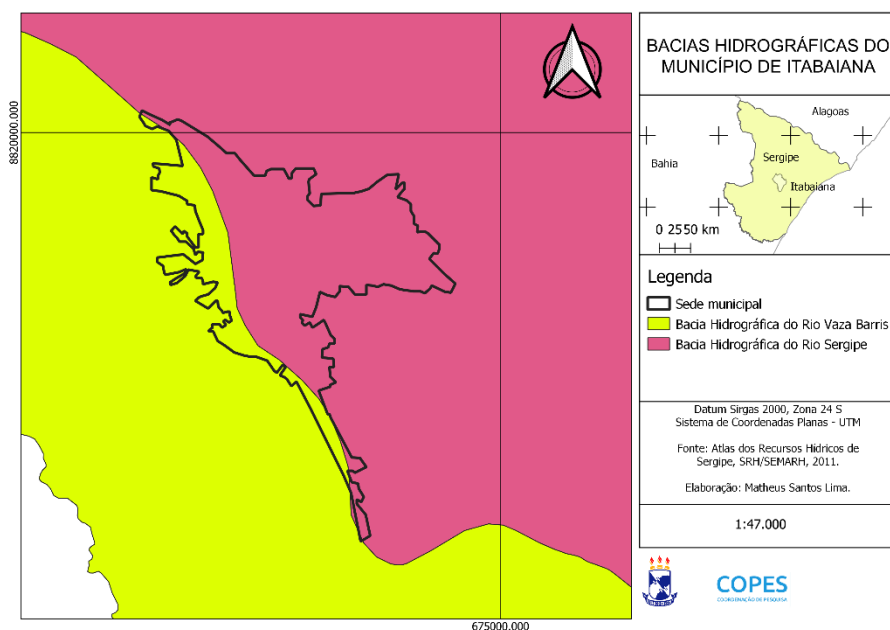 8820000.000
675000.000
BACIAS HIDROGRÁFICAS DO
MUNICÍPIO DE ITABAIANA
Alagoas
Bahia
Sergipe
Itabaiana
0 2550 km
Legenda
Sede municipal
Bacia Hidrográfica do Rio Vaza Barris
Bacia Hidrográfica do Rio Sergipe
Datum Sirgas 2000, Zona 24 S
Sistema de Coordenadas Planas - UTM
Fonte: Atlas dos Recursos Hídricos de
Sergipe, SRH/SEMARH, 2011.
Elaboração: Matheus Santos Lima.
1:47.000
COPES
COORDENAÇÃO DE PESQUISA